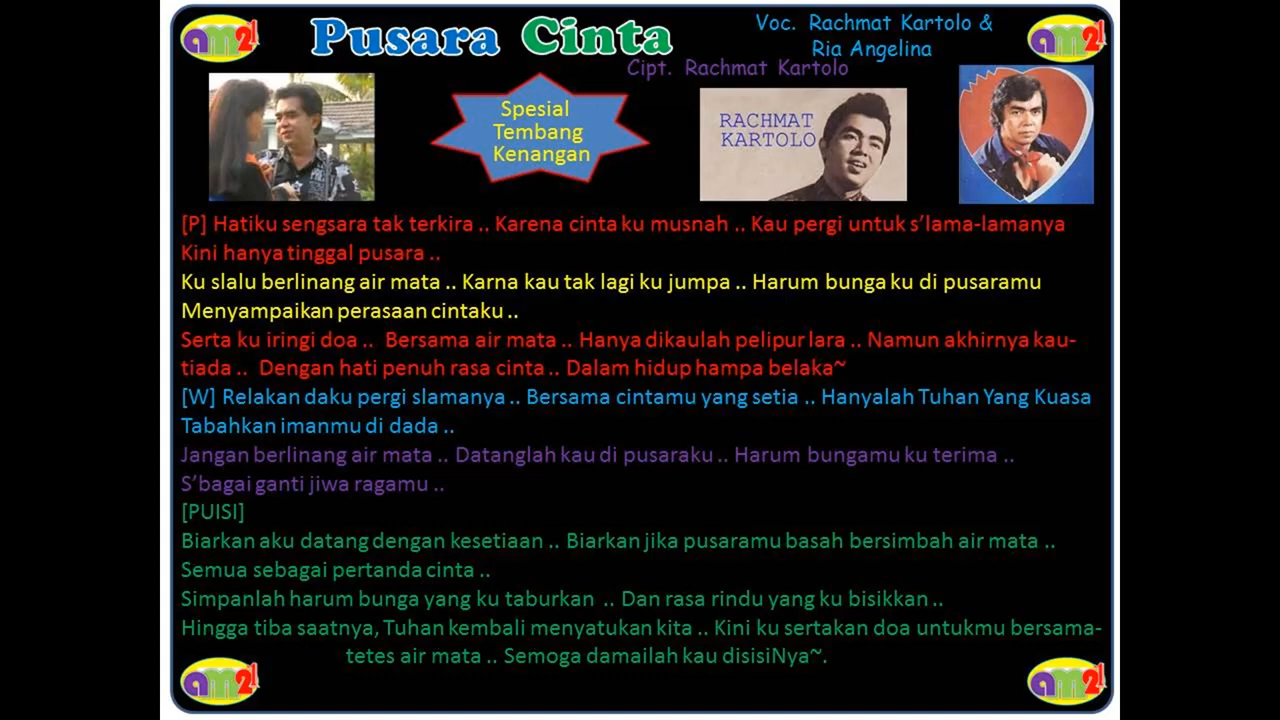 am21
Pusara Cinta
Voc. Rachmat Kartolo &
Ria Angelina
am21
Cipt. Rachmat Kartolo
Spesial
Tembang
Kenangan
RACHMAT
KARTOLO
[P] Hatiku sengsara tak terkira .. Karena cinta ku musnah .. Kau pergi untuk s'lama-lamanya
Kini hanya tinggal pusara ..
Ku slalu berlinang air mata .. Karna kau tak lagi ku jumpa .. Harum bunga ku di pusaramu
Menyampaikan perasaan cintaku ..
Serta ku iringi doa .. Bersama air mata .. Hanya dikaulah pelipur lara .. Namun akhirnya kau-
tiada .. Dengan hati penuh rasa cinta .. Dalam hidup hampa belaka~
[W] Relakan daku pergi slamanya .. Bersama cintamu yang setia .. Hanyalah Tuhan Yang Kuasa
Tabahkan imanmu di dada ..
Jangan berlinang air mata .. Datanglah kau di pusaraku .. Harum bungamu ku terima ..
S'bagai ganti jiwa ragamu ..
[PUISI]
Biarkan aku datang dengan kesetiaan .. Biarkan jika pusaramu basah bersimbah air mata ..
Semua sebagai pertanda cinta ..
Simpanlah harum bunga yang ku taburkan .. Dan rasa rindu yang ku bisikkan ..
Hingga tiba saatnya, Tuhan kembali menyatukan kita .. Kini ku sertakan doa untukmu bersama-
tetes air mata .. Semoga damailah kau disisiNya~.
am21
am21